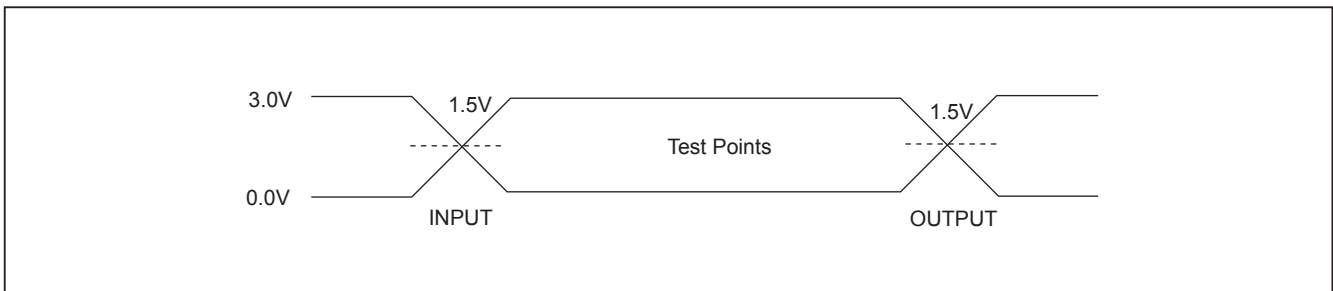 3.0V
1.5V
1.5V
Test Points
0.0V
INPUT
OUTPUT